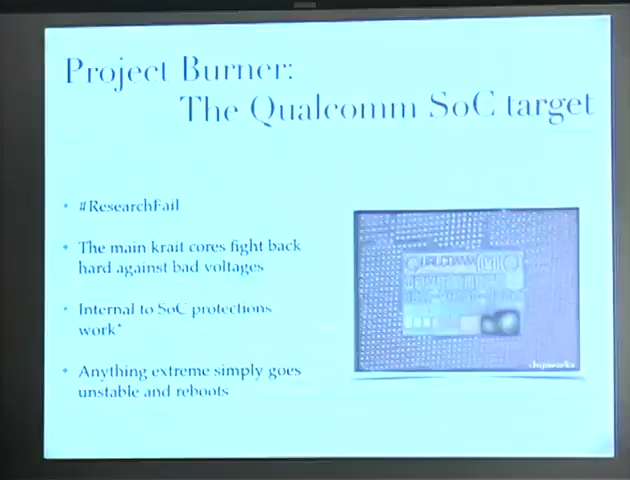 Project Burner:
The Qualcomm SoC target
#ResearchFail
The main krait cores fight back
hard against bad voltages
Internal to SoC protections
work*
Anything extreme simply goes
unstable and reboots
QUALCOMM
chipworks